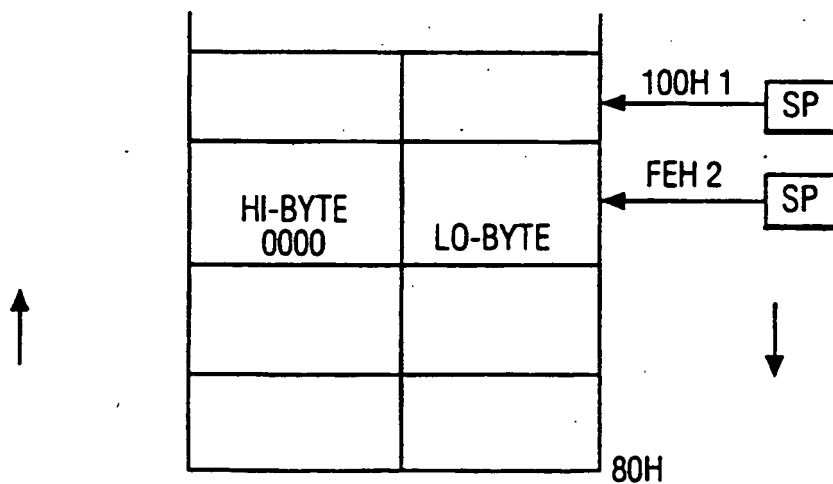 100H 1
SP
FEH 2
SP
HI-BYTE
0000
LO-BYTE
80H